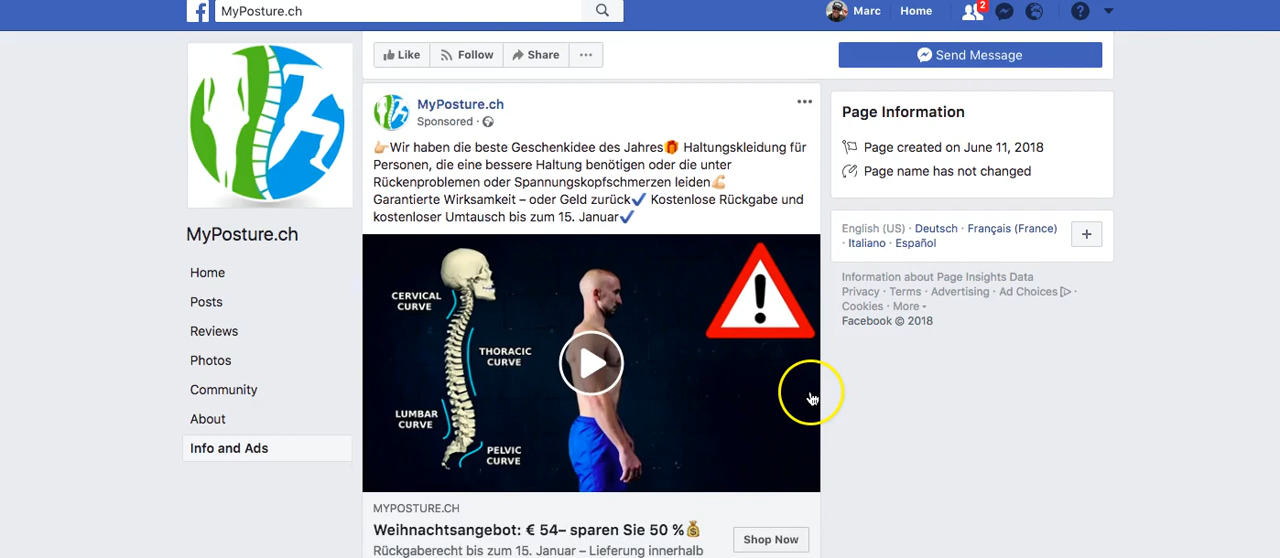 MyPosture.ch
Marc
Home
2
Like
Follow
Share
Send Message
MyPosture.ch
Home
Posts
Reviews
Photos
Community
About
Info and Ads
MyPosture.ch
Sponsored ·
👉🏻Wir haben die beste Geschenkidee des Jahres🎁 Haltungskleidung für
Personen, die eine bessere Haltung benötigen oder die unter
Rückenproblemen oder Spannungskopfschmerzen leiden💪🏻
Garantierte Wirksamkeit – oder Geld zurück✔ Kostenlose Rückgabe und
kostenloser Umtausch bis zum 15. Januar✔
CERVICAL
CURVE
THORACIC
CURVE
LUMBAR
CURVE
PELVIC
CURVE
MYPOSTURE.CH
Weihnachtsangebot: € 54– sparen Sie 50 %💰
Rückgaberecht bis zum 15. Januar – Lieferung innerhalb
Shop Now
Page Information
Page created on June 11, 2018
Page name has not changed
English (US) · Deutsch · Français (France)
· Italiano · Español
Information about Page Insights Data
Privacy · Terms · Advertising · Ad Choices ·
Cookies · More
Facebook © 2018